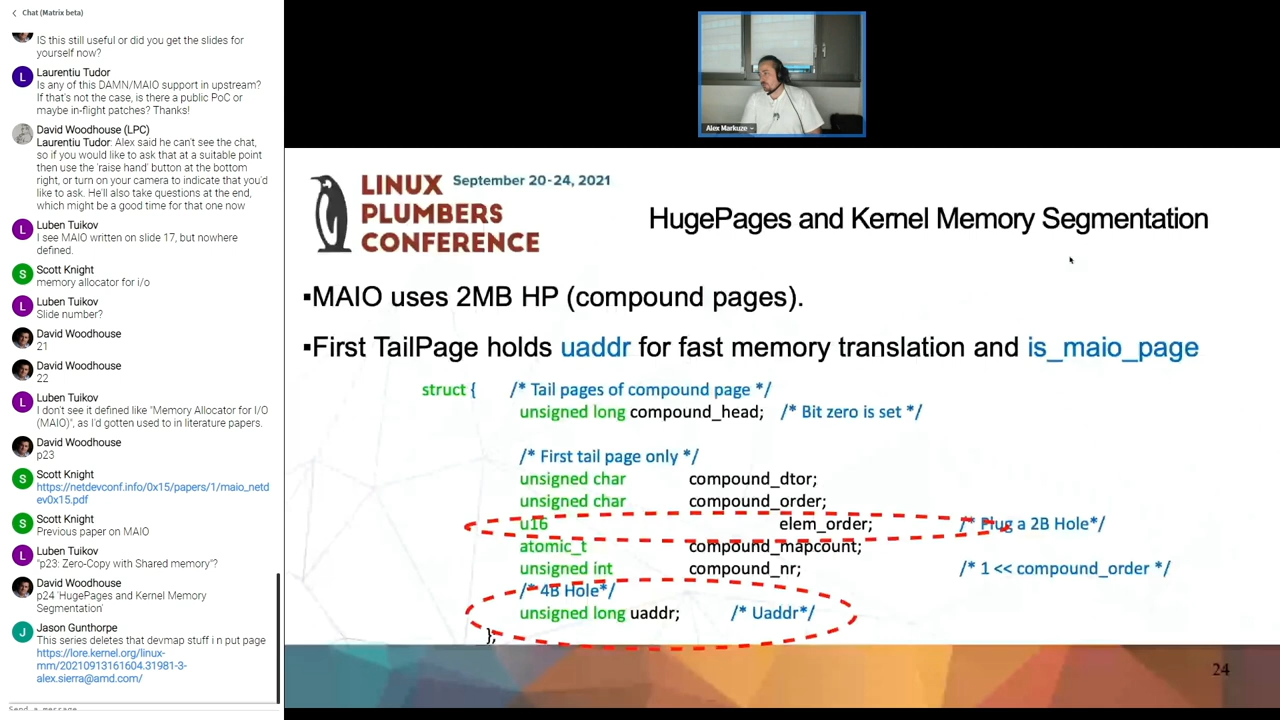 Chat (Matrix beta)
IS this still useful or did you get the slides for
yourself now?
L
Laurentiu Tudor
Is any of this DAMN/MAIO support in upstream?
If that's not the case, is there a public PoC or
maybe in-flight patches? Thanks!
David Woodhouse (LPC)
Laurentiu Tudor: Alex said he can't see the chat,
so if you would like to ask that at a suitable point
then use the 'raise hand' button at the bottom
right, or turn on your camera to indicate that you'd
like to ask. He'll also take questions at the end,
which might be a good time for that one now
L
Luben Tuikov
I see MAIO written on slide 17, but nowhere
defined.
S
Scott Knight
memory allocator for i/o
L
Luben Tuikov
Slide number?
David Woodhouse
21
David Woodhouse
22
L
Luben Tuikov
I don't see it defined like "Memory Allocator for I/O
(MAIO)", as I'd gotten used to in literature papers.
David Woodhouse
p23
S
Scott Knight
https://netdevconf.info/0x15/papers/1/maio_netd
ev0x15.pdf
S
Scott Knight
Previous paper on MAIO
L
Luben Tuikov
"p23: Zero-Copy with Shared memory"?
David Woodhouse
p24 'HugePages and Kernel Memory
Segmentation'
J
Jason Gunthorpe
This series deletes that devmap stuff i n put page
https://lore.kernel.org/linux-
mm/20210913161604.31981-3-
alex.sierra@amd.com/
Send a message
Alex Markuze
LINUX
PLUMBERS
CONFERENCE
September 20-24, 2021
HugePages and Kernel Memory Segmentation
▪MAIO uses 2MB HP (compound pages).
▪First TailPage holds uaddr for fast memory translation and is_maio_page
struct { /* Tail pages of compound page */
unsigned long compound_head; /* Bit zero is set */
/* First tail page only */
unsigned char compound_dtor;
unsigned char compound_order;
u16 elem_order; /* Plug a 2B Hole*/
atomic_t compound_mapcount;
unsigned int compound_nr; /* 1 << compound_order */
/* 4B Hole*/
unsigned long uaddr; /* Uaddr*/
};
24